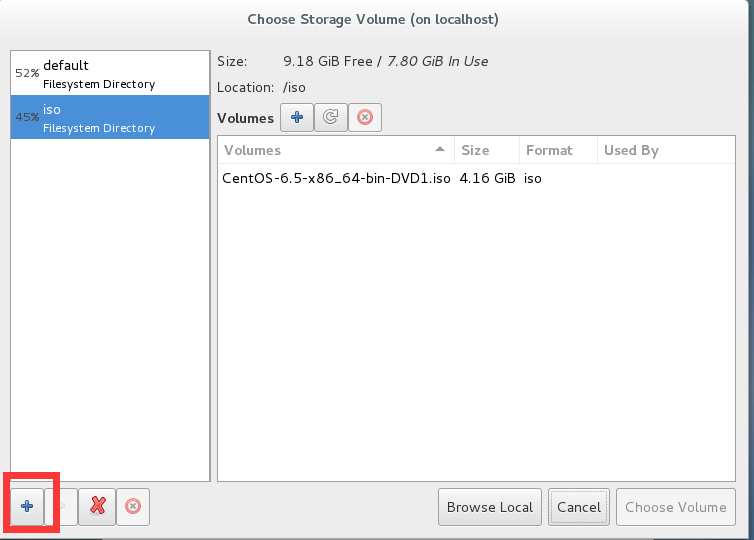 Choose Storage Volume (on localhost)
52% default
Filesystem Directory
45% iso
Filesystem Directory
Size: 9.18 GiB Free / 7.80 GiB In Use
Location: /iso
Volumes
Volumes Size Format Used By
CentOS-6.5-x86_64-bin-DVD1.iso 4.16 GiB iso
Browse Local Cancel Choose Volume